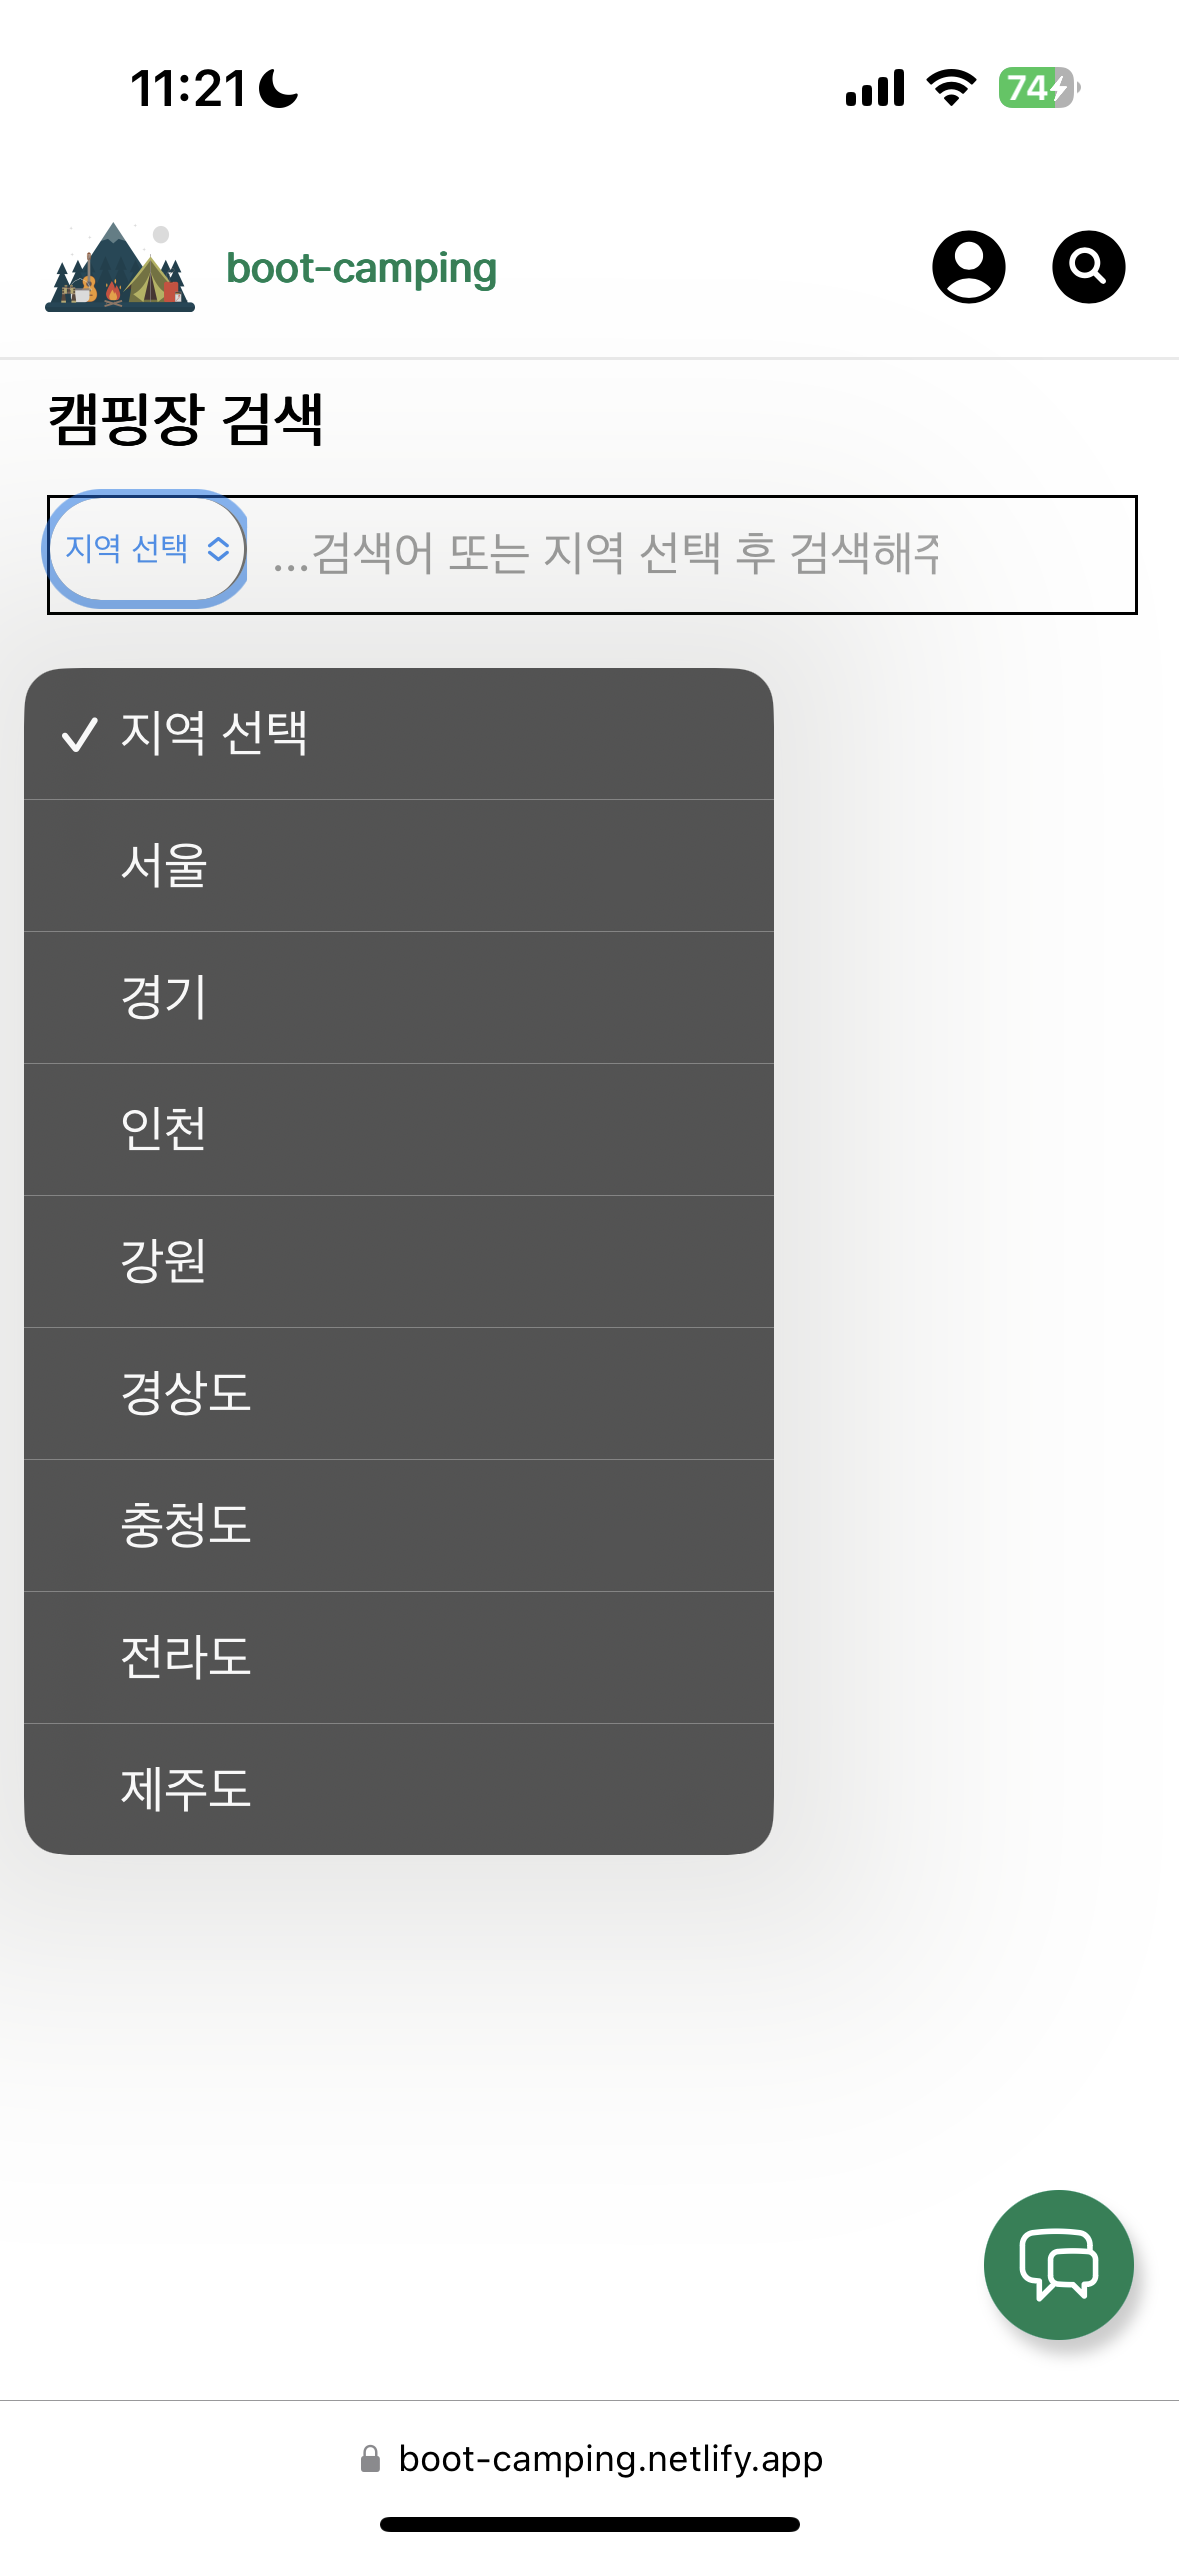 11:21
74
boot-camping
캠핑장 검색
지역 선택
...검색어 또는 지역 선택 후 검색해주
지역 선택
서울
경기
인천
강원
경상도
충청도
전라도
제주도
boot-camping.netlify.app